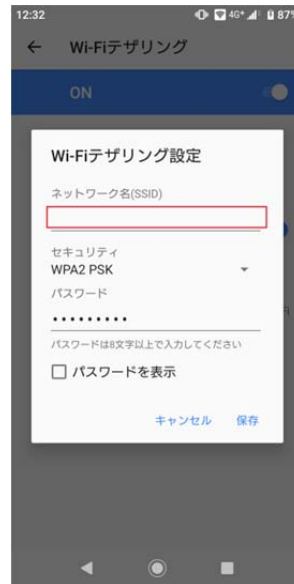 12:32 4G+ 87%
Wi-Fiテザリング
ON
Wi-Fiテザリング設定
ネットワーク名(SSID)
セキュリティ
WPA2 PSK
パスワード
•••••••••
パスワードは8文字以上で入力してください
パスワードを表示
キャンセル 保存